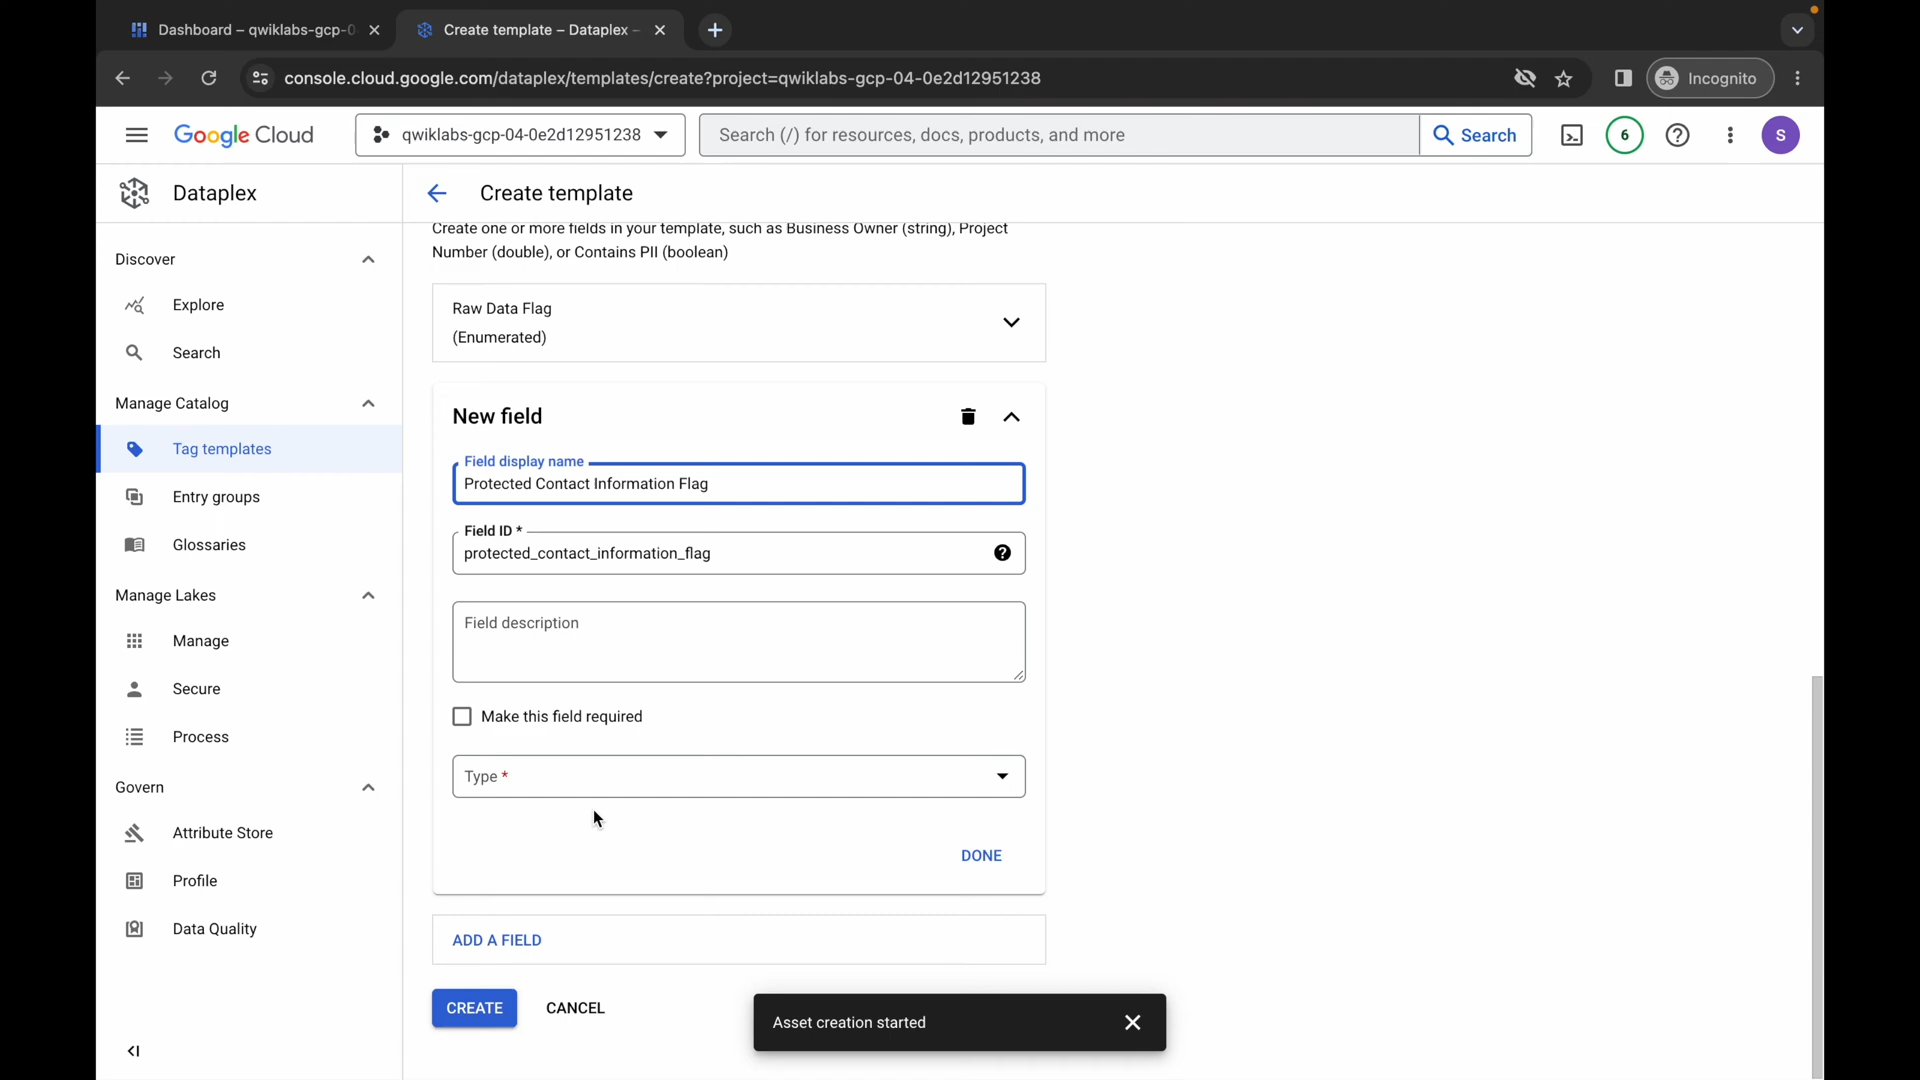 Dashboard – qwiklabs-gcp-0
Create template – Dataplex –
console.cloud.google.com/dataplex/templates/create?project=qwiklabs-gcp-04-0e2d12951238
Incognito
Google Cloud
qwiklabs-gcp-04-0e2d12951238
Search (/) for resources, docs, products, and more
Search
6
S
Dataplex
Create template
Discover
Explore
Search
Manage Catalog
Tag templates
Entry groups
Glossaries
Manage Lakes
Manage
Secure
Process
Govern
Attribute Store
Profile
Data Quality
Create one or more fields in your template, such as Business Owner (string), Project
Number (double), or Contains PII (boolean)
Raw Data Flag
(Enumerated)
New field
Field display name
Protected Contact Information Flag
Field ID *
protected_contact_information_flag
Field description
Make this field required
Type *
DONE
ADD A FIELD
CREATE
CANCEL
Asset creation started